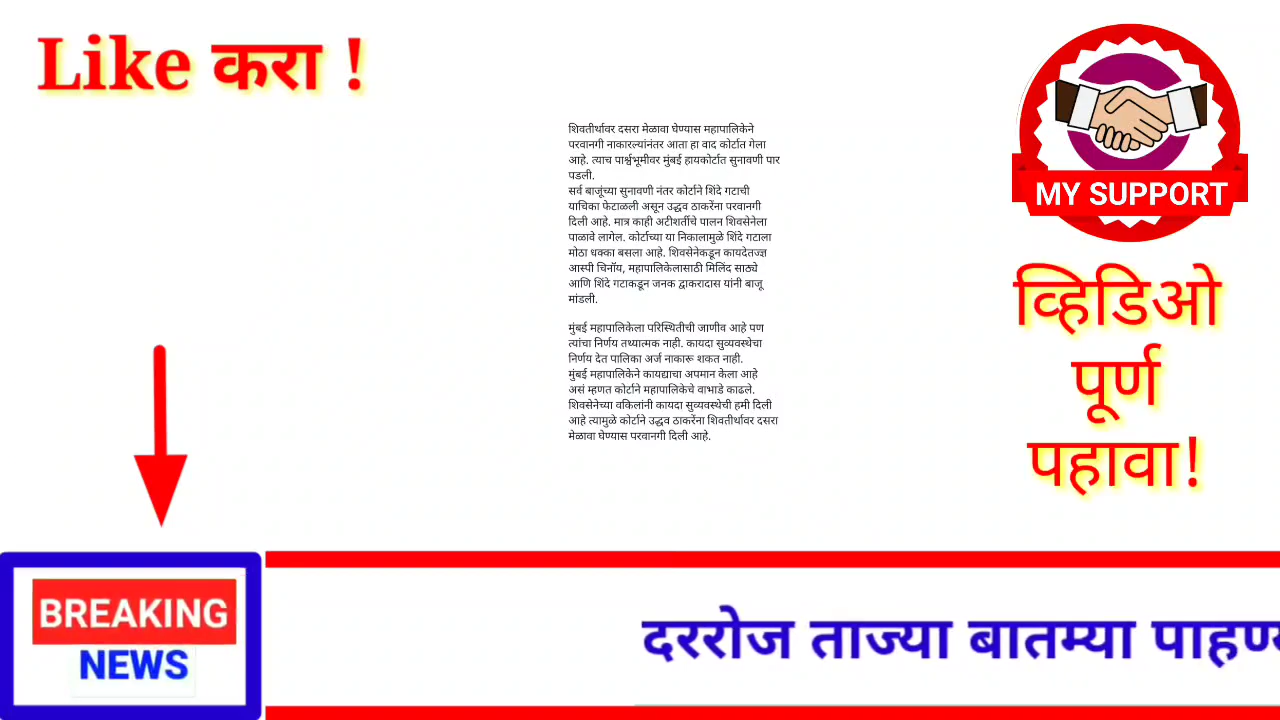 Like करा !
MY SUPPORT
शिवतीर्थावर दसरा मेळावा घेण्यास महापालिकेने
परवानगी नाकारल्यांनंतर आता हा वाद कोर्टात गेला
आहे. त्याच पार्श्वभूमीवर मुंबई हायकोर्टात सुनावणी पार
पडली.
सर्व बाजूंच्या सुनावणी नंतर कोर्टाने शिंदे गटाची
याचिका फेटाळली असून उद्धव ठाकरेंना परवानगी
दिली आहे. मात्र काही अटीशर्तीचे पालन शिवसेनेला
पाळावे लागेल. कोर्टाच्या या निकालामुळे शिंदे गटाला
मोठा धक्का बसला आहे. शिवसेनेकडून कायदेतज्ज्ञ
आस्पी चिनॉय, महापालिकेलासाठी मिलिंद साठ्ये
आणि शिंदे गटाकडून जनक द्वाकरादास यांनी बाजू
मांडली.
मुंबई महापालिकेला परिस्थितीची जाणीव आहे पण
त्यांचा निर्णय तथ्यात्मक नाही. कायदा सुव्यवस्थेचा
निर्णय देत पालिका अर्ज नाकारू शकत नाही.
मुंबई महापालिकेने कायद्याचा अपमान केला आहे
असं म्हणत कोर्टाने महापालिकेचे वाभाडे काढले.
शिवसेनेच्या वकिलांनी कायदा सुव्यवस्थेची हमी दिली
आहे त्यामुळे कोर्टाने उद्धव ठाकरेंना शिवतीर्थावर दसरा
मेळावा घेण्यास परवानगी दिली आहे.
व्हिडिओ
पूर्ण
पहावा!
BREAKING
NEWS
दररोज ताज्या बातम्या